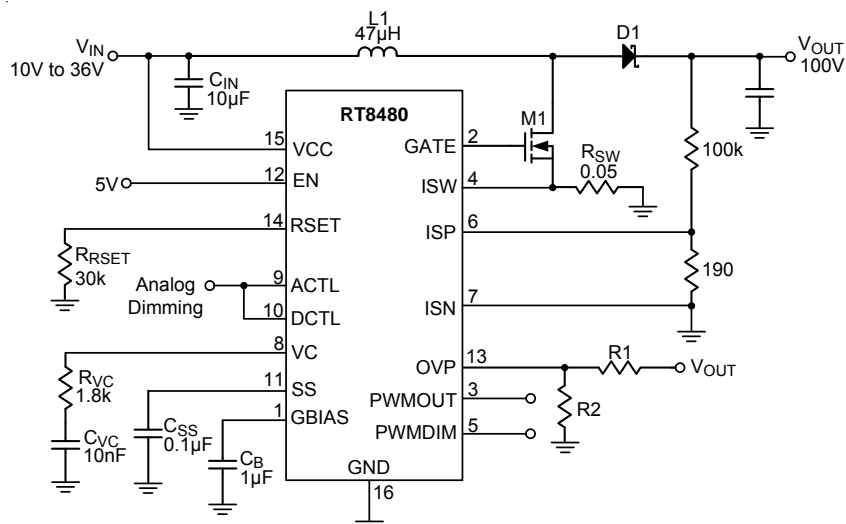 L1
47µH
D1
VIN
10V to 36V
VOUT
100V
CIN
10µF
RT8480
M1
15
VCC
GATE
2
RSW
0.05
100k
5V
12
EN
ISW
4
14
RSET
ISP
6
RRSET
30k
190
Analog
Dimming
9
ACTL
ISN
7
10
DCTL
8
VC
OVP
13
R1
VOUT
RVC
1.8k
11
SS
PWMOUT
3
R2
1
GBIAS
PWMDIM
5
CSS
0.1µF
CVC
10nF
CB
1µF
GND
16